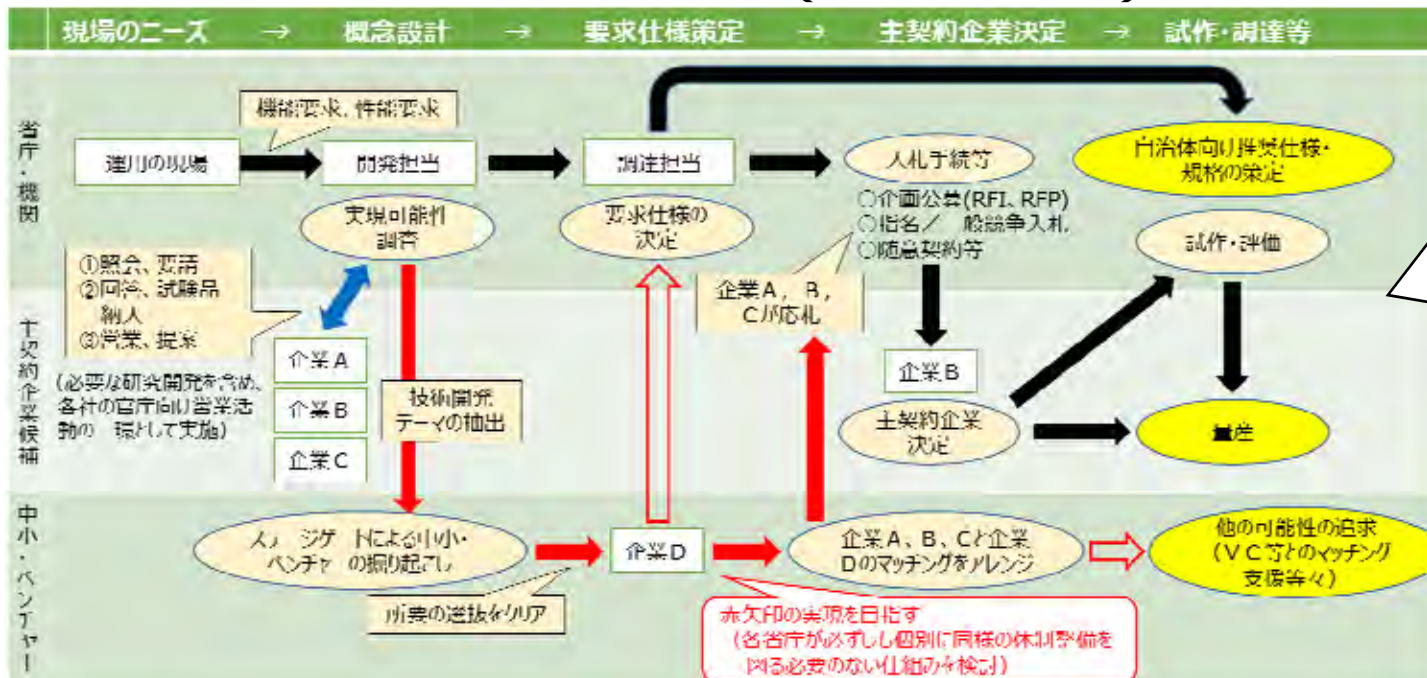 現場のニーズ → 概念設計 → 要求仕様策定 → 主契約企業決定 → 試作・調達等
省庁・機関
機能要求、性能要求
運用の現場
開発担当
調達担当
入札手続等
自治体向け推奨仕様・
規格の策定
実現可能性
調査
要求仕様の
決定
○企画公募(RFI、RFP)
○指名／一般競争入札
○随意契約等
試作・評価
①照会、要請
②回答、試験品
納入
③営業、提案
企業A，B，
Cが応札
主契約企業候補
(必要な研究開発を含め、
各社の官庁向け営業活
動の一環として実施)
企業A
企業B
企業C
技術開発
テーマの抽出
企業B
主契約企業
決定
量産
中小・ベンチャー
ステージゲートによる中小・
ベンチャーの掘り起こし
企業D
企業A、B、Cと企業
Dのマッチングをアレンジ
他の可能性の追求
(VC等とのマッチング
支援等々)
所要の選抜をクリア
赤矢印の実現を目指す
(各省庁が必ずしも個別に同様の体制整備を
図る必要のない仕組みを検討)